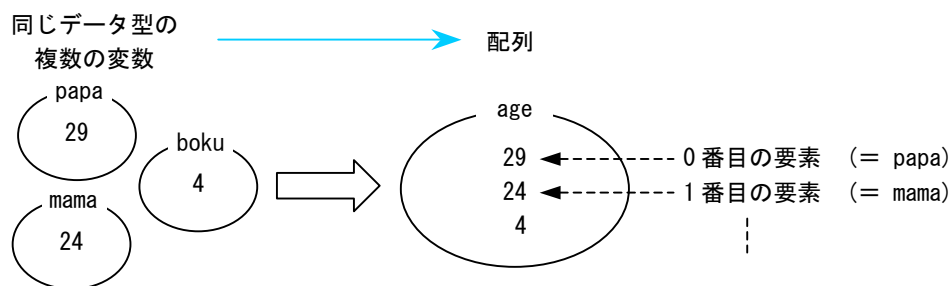 同じデータ型の
複数の変数
配列
papa
29
boku
4
mama
24
age
29
0番目の要素 (= papa)
24
1番目の要素 (= mama)
4